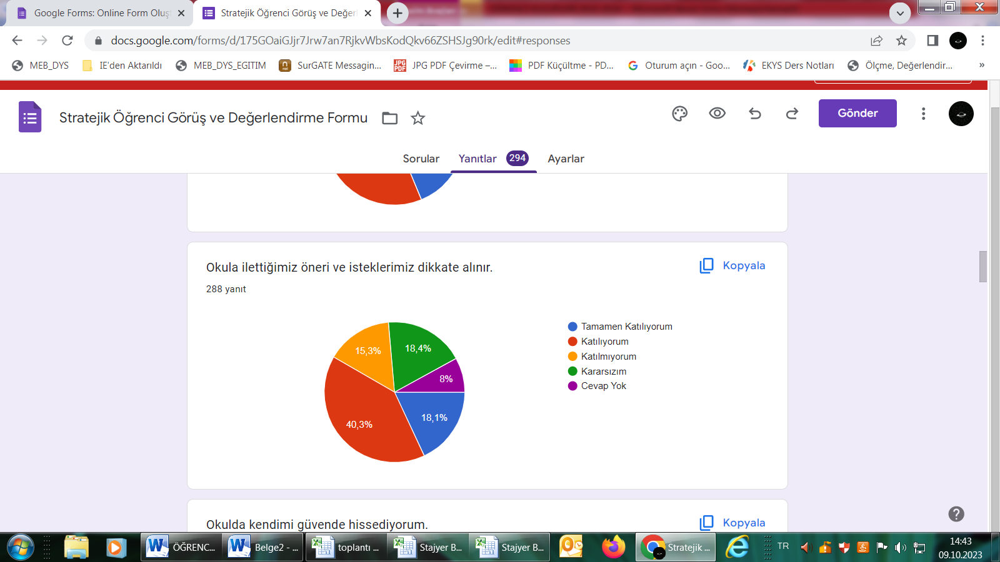 Google Forms: Online Form Oluşt
Stratejik Öğrenci Görüş ve Değerl
docs.google.com/forms/d/175GOaiGJjr7Jrw7an7RjkvWbsKodQkv66ZSHSJg90rk/edit#responses
MEB_DYS
IE'den Aktarıldı
MEB_DYS_EGITIM
SurGATE Messagin...
JPG PDF Çevirme –...
PDF Küçültme - PD...
Oturum açın - Goo...
EKYS Ders Notları
Ölçme, Değerlendir...
»
Stratejik Öğrenci Görüş ve Değerlendirme Formu
Gönder
Sorular
Yanıtlar 294
Ayarlar
Okula ilettiğimiz öneri ve isteklerimiz dikkate alınır.
Kopyala
288 yanıt
Tamamen Katılıyorum
Katılıyorum
Katılmıyorum
Kararsızım
Cevap Yok
15,3%
18,4%
8%
18,1%
40,3%
Okulda kendimi güvende hissediyorum.
Kopyala
ÖĞRENC...
Belge2 - ...
toplantı ...
Stajyer B...
Stajyer B...
Stratejik ...
TR
14:43
09.10.2023